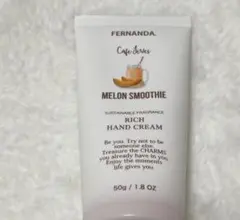 FERNANDA.
Cafe Series
MELON SMOOTHIE
SUSTAINABLE FRAGRANCE
RICH
HAND CREAM
Be you. Try not to be
someone else.
Treasure the CHARMS
you already have in you.
Enjoy the moments
life gives you.
50g / 1.8 OZ